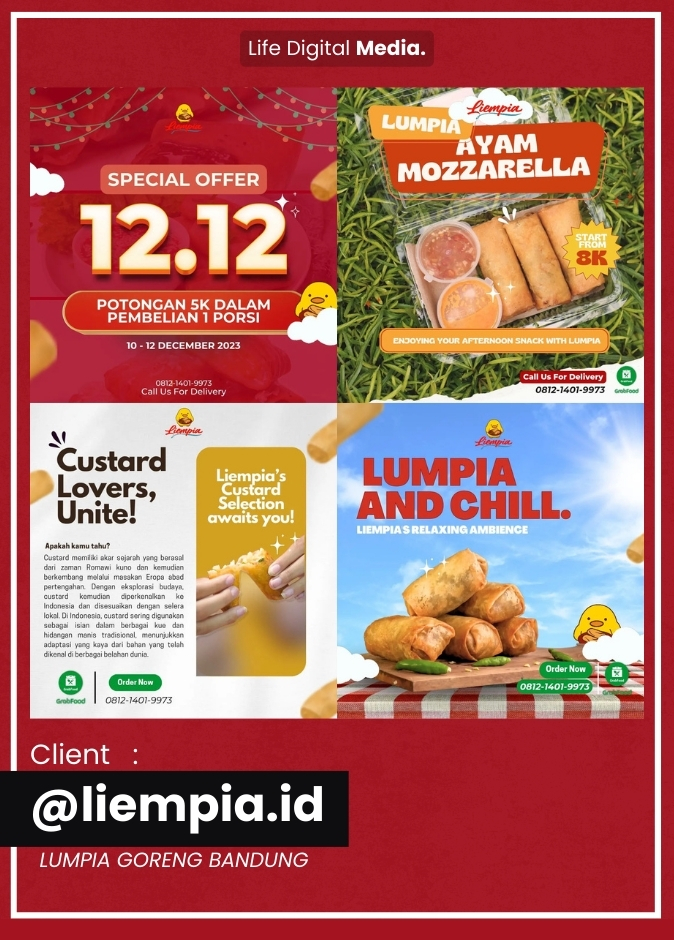 Life Digital Media.
Liempia
SPECIAL OFFER
12.12
POTONGAN 5K DALAM
PEMBELIAN 1 PORSI
10 - 12 DECEMBER 2023
0812-1401-9973
Call Us For Delivery
Liempia
LUMPIA
AYAM
MOZZARELLA
START
FROM
8K
ENJOYING YOUR AFTERNOON SNACK WITH LUMPIA
Call Us For Delivery
0812-1401-9973
GrabFood
Liempia
Custard
Lovers,
Unite!
Apakah kamu tahu?
Custard memiliki akar sejarah yang berasal
dari zaman Romawi kuno dan kemudian
berkembang melalui masakan Eropa abad
pertengahan. Dengan eksplorasi budaya,
custard kemudian diperkenalkan ke
Indonesia dan disesuaikan dengan selera
lokal. Di Indonesia, custard sering digunakan
sebagai isian dalam berbagai kue dan
hidangan manis tradisional, menunjukkan
adaptasi yang kaya dari bahan yang telah
dikenal di berbagai belahan dunia.
Liempia's
Custard
Selection
awaits you!
GrabFood
Order Now
0812-1401-9973
Liempia
LUMPIA
AND CHILL.
LIEMPIA'S RELAXING AMBIENCE
Order Now
0812-1401-9973
GrabFood
Client :
@liempia.id
LUMPIA GORENG BANDUNG